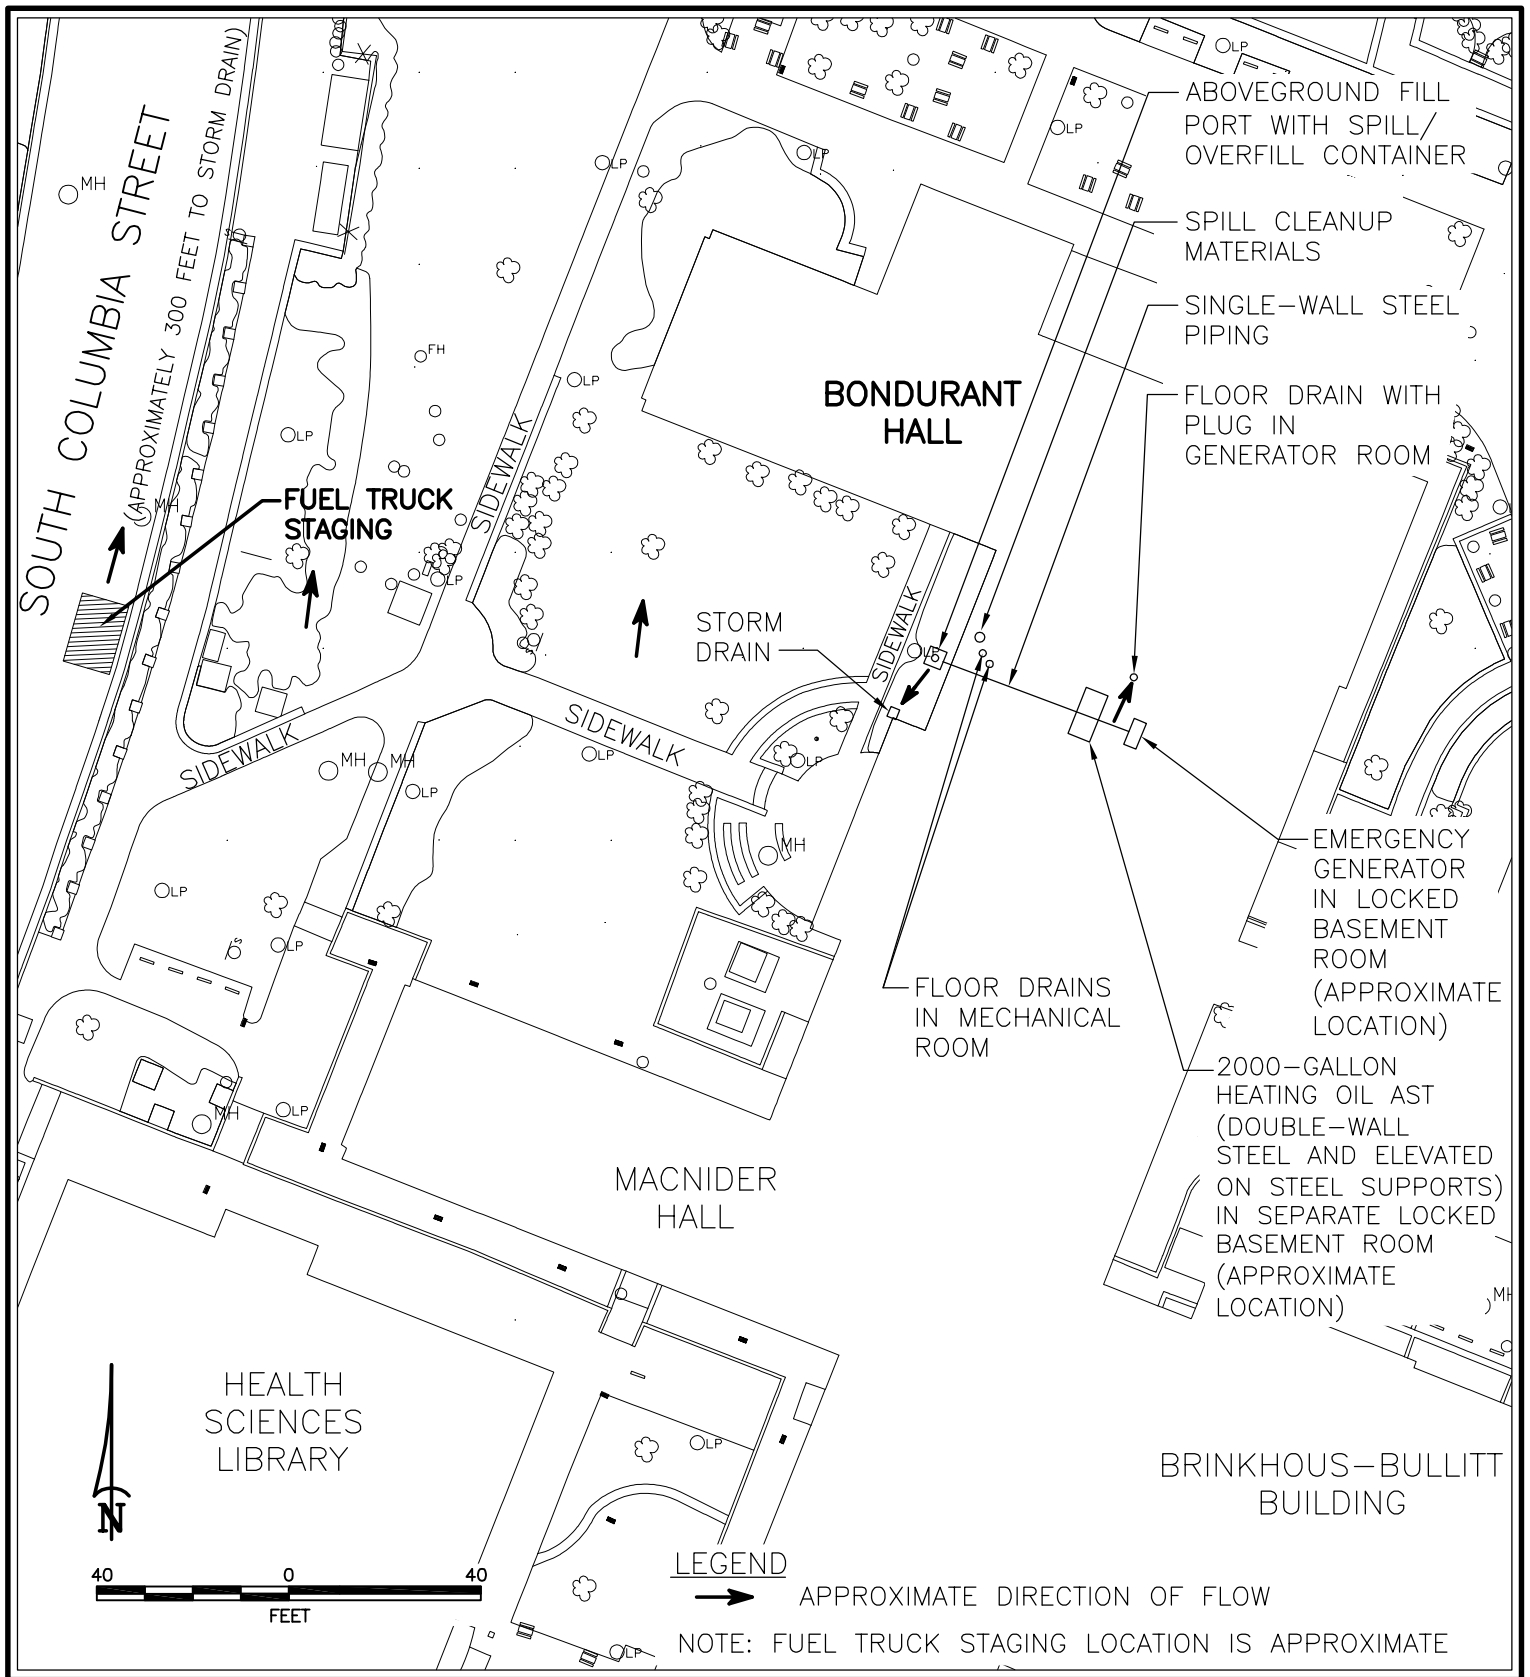 ABOVEGROUND FILL
PORT WITH SPILL/
OVERFILL CONTAINER
SPILL CLEANUP
MATERIALS
SINGLE-WALL STEEL
PIPING
FLOOR DRAIN WITH
PLUG IN
GENERATOR ROOM
SOUTH COLUMBIA STREET
(APPROXIMATELY 300 FEET TO STORM DRAIN)
BONDURANT
HALL
FUEL TRUCK
STAGING
SIDEWALK
SIDEWALK
SIDEWALK
SIDEWALK
STORM
DRAIN
EMERGENCY
GENERATOR
IN LOCKED
BASEMENT
ROOM
(APPROXIMATE
LOCATION)
FLOOR DRAINS
IN MECHANICAL
ROOM
2000-GALLON
HEATING OIL AST
(DOUBLE-WALL
STEEL AND ELEVATED
ON STEEL SUPPORTS)
IN SEPARATE LOCKED
BASEMENT ROOM
(APPROXIMATE
LOCATION)
MACNIDER
HALL
HEALTH
SCIENCES
LIBRARY
BRINKHOUS-BULLITT
BUILDING
LP
LP
LP
LP
MH
FH
LP
LP
MH
LP
MH
MH
LP
LP
LP
MH
LP
LP
LP
MH
LP
LP
MH
N
40 0 40
FEET
LEGEND
APPROXIMATE DIRECTION OF FLOW
NOTE: FUEL TRUCK STAGING LOCATION IS APPROXIMATE